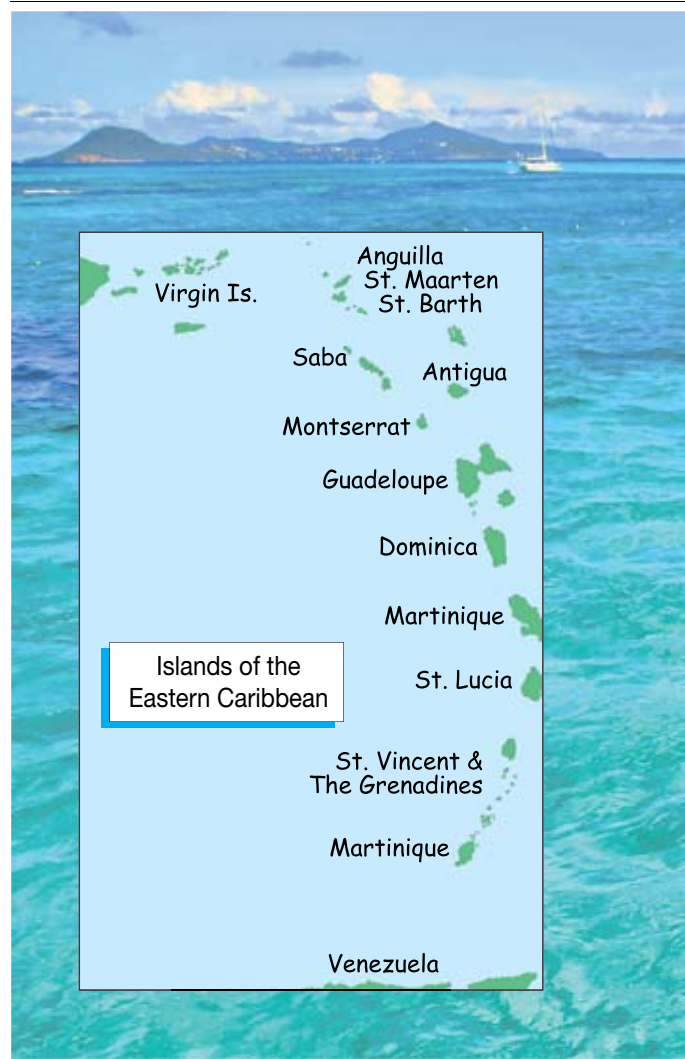 Anguilla
St. Maarten
Virgin Is.
St. Barth
Saba
Antigua
Montserrat
Guadeloupe
Dominica
Martinique
Islands of the
Eastern Caribbean
St. Lucia
St. Vincent &
The Grenadines
Martinique
Venezuela